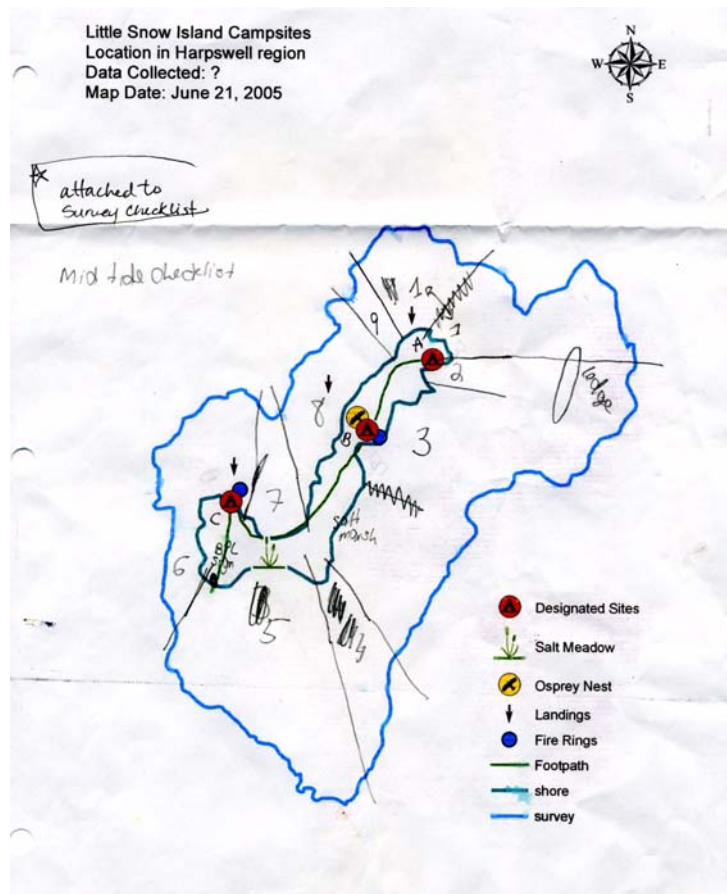 Little Snow Island Campsites
Location in Harpswell region
Data Collected: ?
Map Date: June 21, 2005
N
W E
S
attached to
Survey Checklist
Mid tide checklist
9
1a
1
A
2
ledge
8
B
3
7
C
salt
marsh
6
5
4
Designated Sites
Salt Meadow
Osprey Nest
Landings
Fire Rings
Footpath
shore
survey